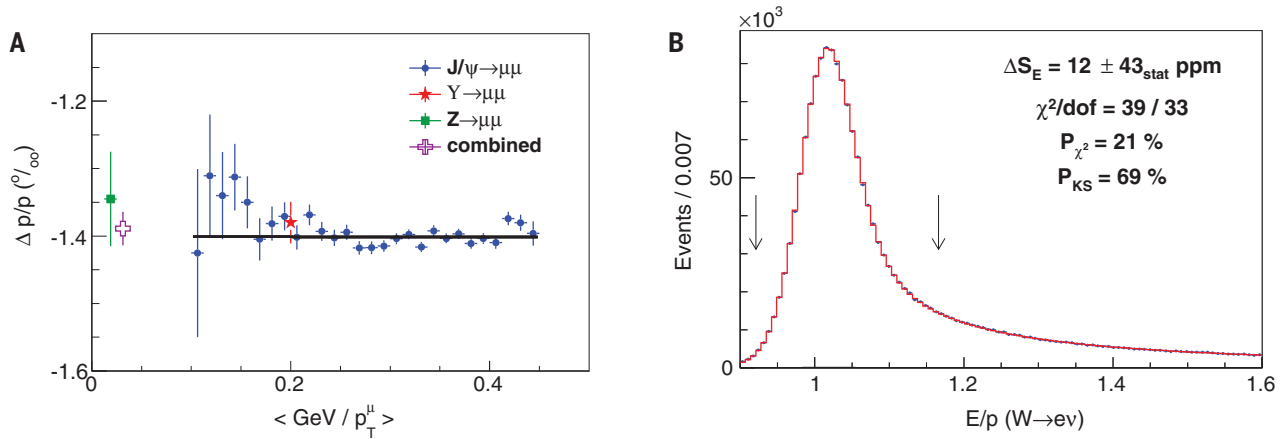 A
J/ψ→μμ
Υ→μμ
Z→μμ
combined
Δ p/p (⁰/₀₀)
-1.2
-1.4
-1.6
0
0.2
0.4
< GeV / p_T^μ >
B
×10³
ΔS_E = 12 ± 43_stat ppm
χ²/dof = 39 / 33
P_χ² = 21 %
P_KS = 69 %
Events / 0.007
50
0
1
1.2
1.4
1.6
E/p (W→eν)